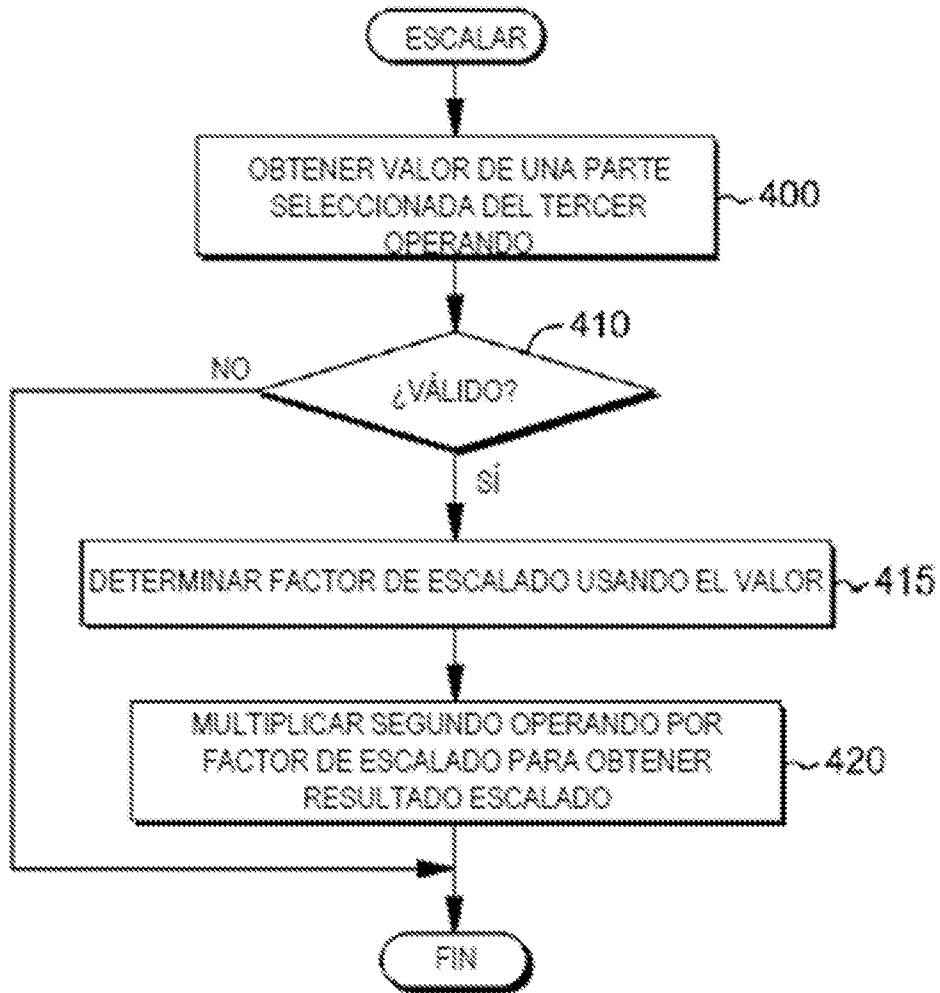 ESCALAR
OBTENER VALOR DE UNA PARTE
SELECCIONADA DEL TERCER
OPERANDO
400
410
NO
¿VÁLIDO?
SÍ
DETERMINAR FACTOR DE ESCALADO USANDO EL VALOR
415
MULTIPLICAR SEGUNDO OPERANDO POR
FACTOR DE ESCALADO PARA OBTENER
RESULTADO ESCALADO
420
FIN